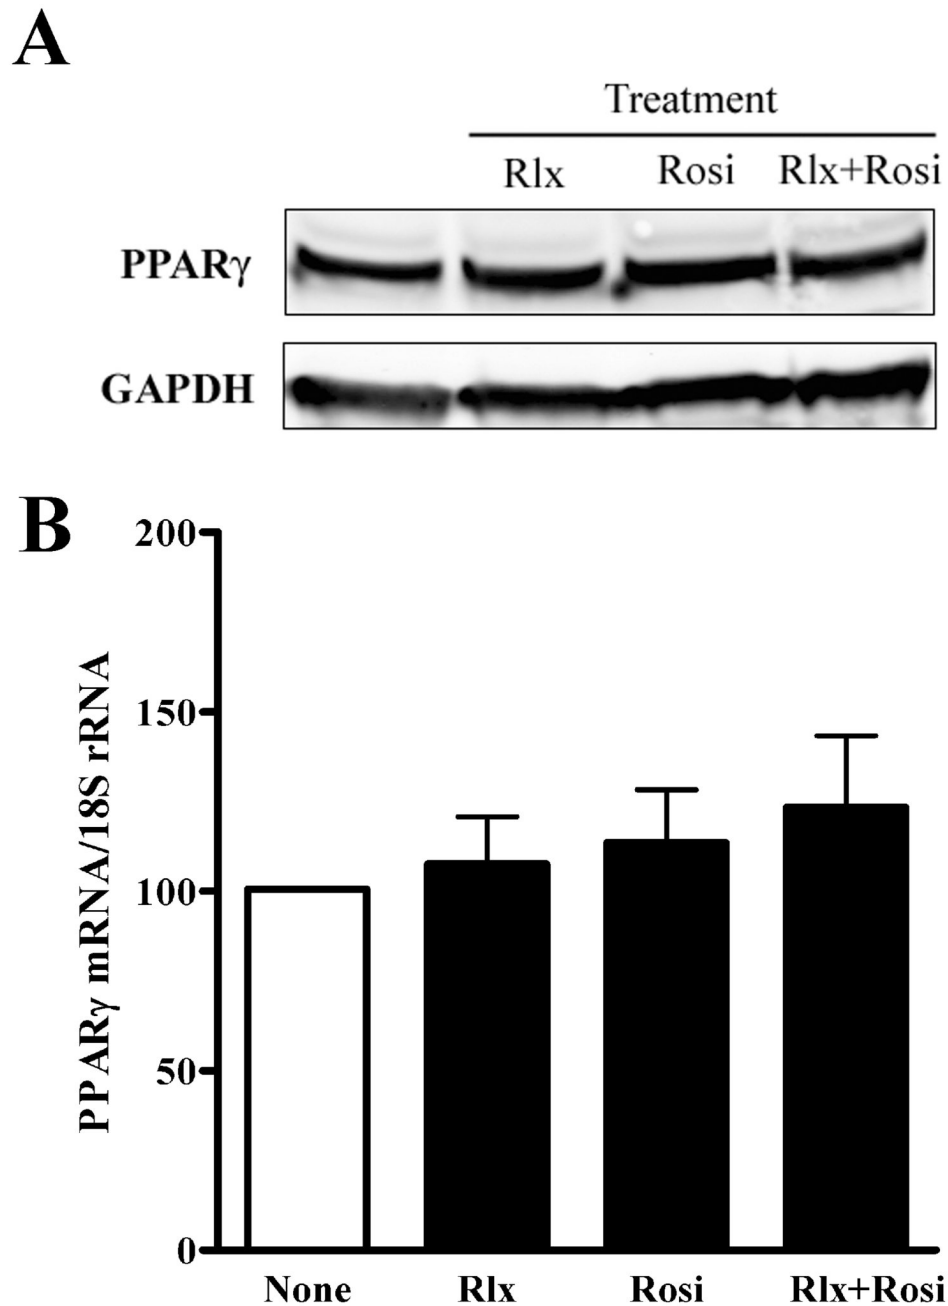 A
Treatment
Rlx Rosi Rlx+Rosi
PPARγ
GAPDH
B
200
150
100
50
0
PPARγ mRNA/18S rRNA
None Rlx Rosi Rlx+Rosi